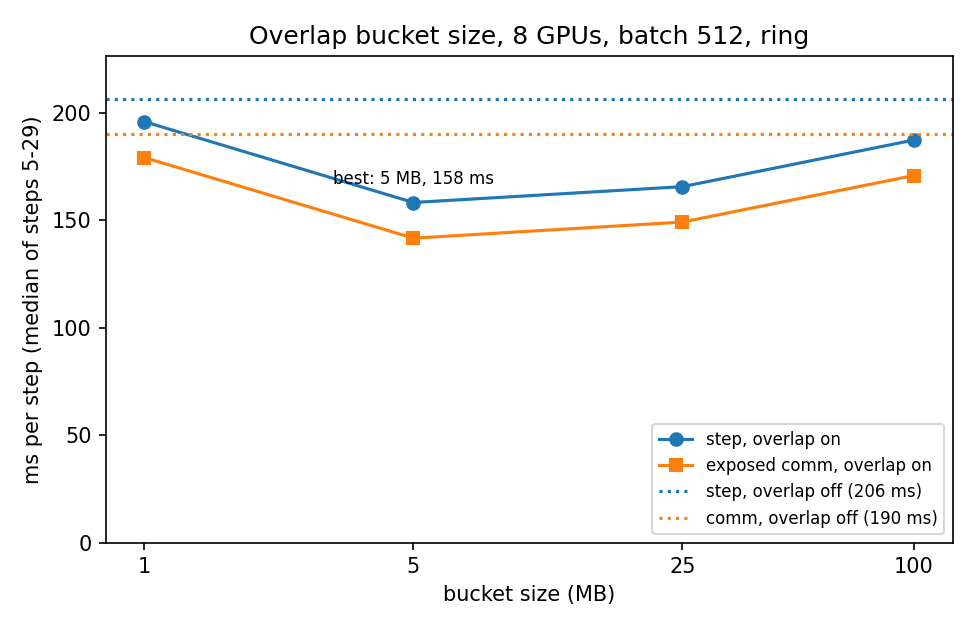 Overlap bucket size, 8 GPUs, batch 512, ring
ms per step (median of steps 5-29)
200
150
100
50
0
best: 5 MB, 158 ms
step, overlap on
exposed comm, overlap on
step, overlap off (206 ms)
comm, overlap off (190 ms)
1
5
25
100
bucket size (MB)